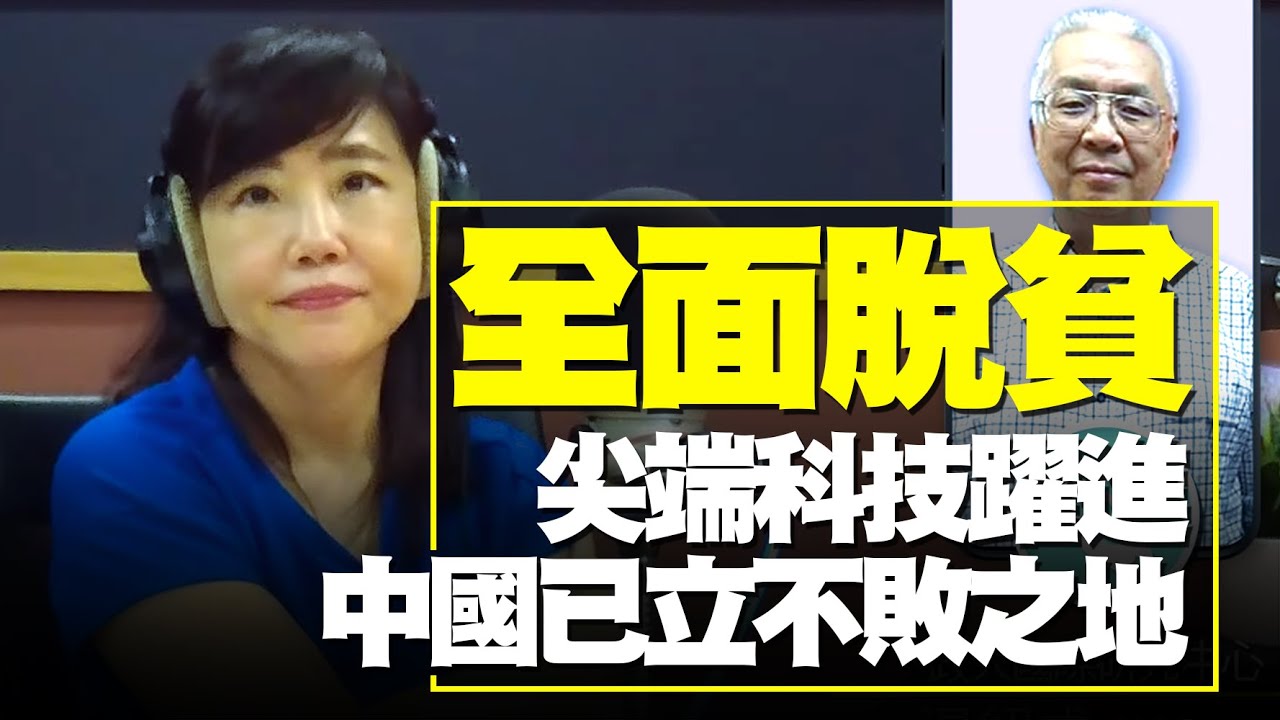 全面脫貧
尖端科技躍進
中國已立不敗之地